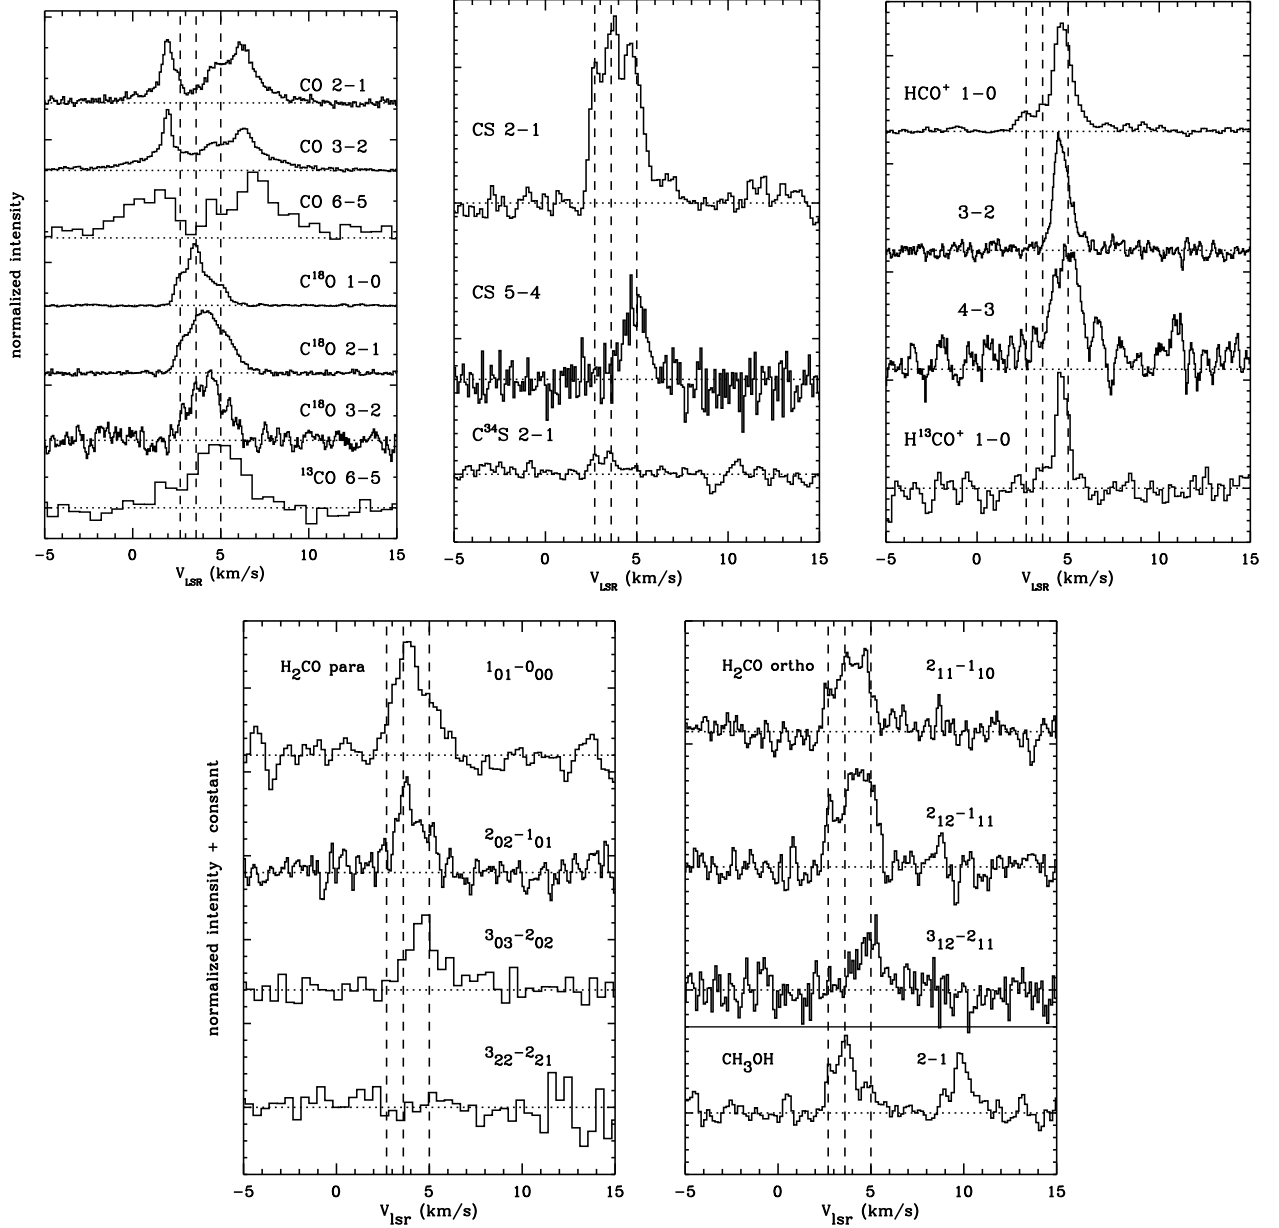 normalized intensity
CO 2-1
CO 3-2
CO 6-5
C¹⁸O 1-0
C¹⁸O 2-1
C¹⁸O 3-2
¹³CO 6-5
-5 0 5 10 15
V_LSR (km/s)
CS 2-1
CS 5-4
C³⁴S 2-1
-5 0 5 10 15
V_LSR (km/s)
HCO⁺ 1-0
3-2
4-3
H¹³CO⁺ 1-0
-5 0 5 10 15
V_LSR (km/s)
normalized intensity + constant
H₂CO para
1₀₁-0₀₀
2₀₂-1₀₁
3₀₃-2₀₂
3₂₂-2₂₁
-5 0 5 10 15
V_lsr (km/s)
H₂CO ortho
2₁₁-1₁₀
2₁₂-1₁₁
3₁₂-2₁₁
CH₃OH 2-1
-5 0 5 10 15
V_lsr (km/s)